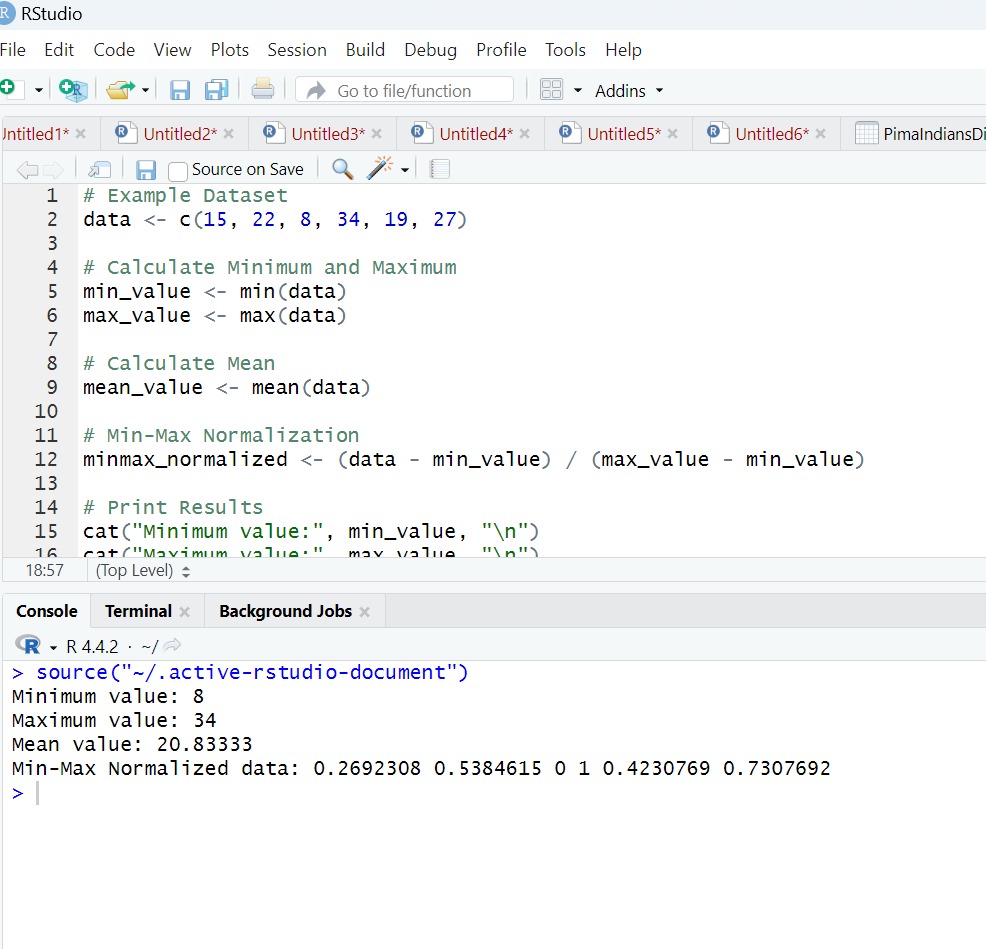 RStudio
File Edit Code View Plots Session Build Debug Profile Tools Help
Go to file/function Addins
Untitled1* Untitled2* Untitled3* Untitled4* Untitled5* Untitled6* PimaIndiansDi
Source on Save
1 # Example Dataset
2 data <- c(15, 22, 8, 34, 19, 27)
3
4 # Calculate Minimum and Maximum
5 min_value <- min(data)
6 max_value <- max(data)
7
8 # Calculate Mean
9 mean_value <- mean(data)
10
11 # Min-Max Normalization
12 minmax_normalized <- (data - min_value) / (max_value - min_value)
13
14 # Print Results
15 cat("Minimum value:", min_value, "\n")
16 cat("Maximum value:", max_value, "\n")
18:57 (Top Level)
Console Terminal Background Jobs
R R 4.4.2 · ~/
> source("~/.active-rstudio-document")
Minimum value: 8
Maximum value: 34
Mean value: 20.83333
Min-Max Normalized data: 0.2692308 0.5384615 0 1 0.4230769 0.7307692
>